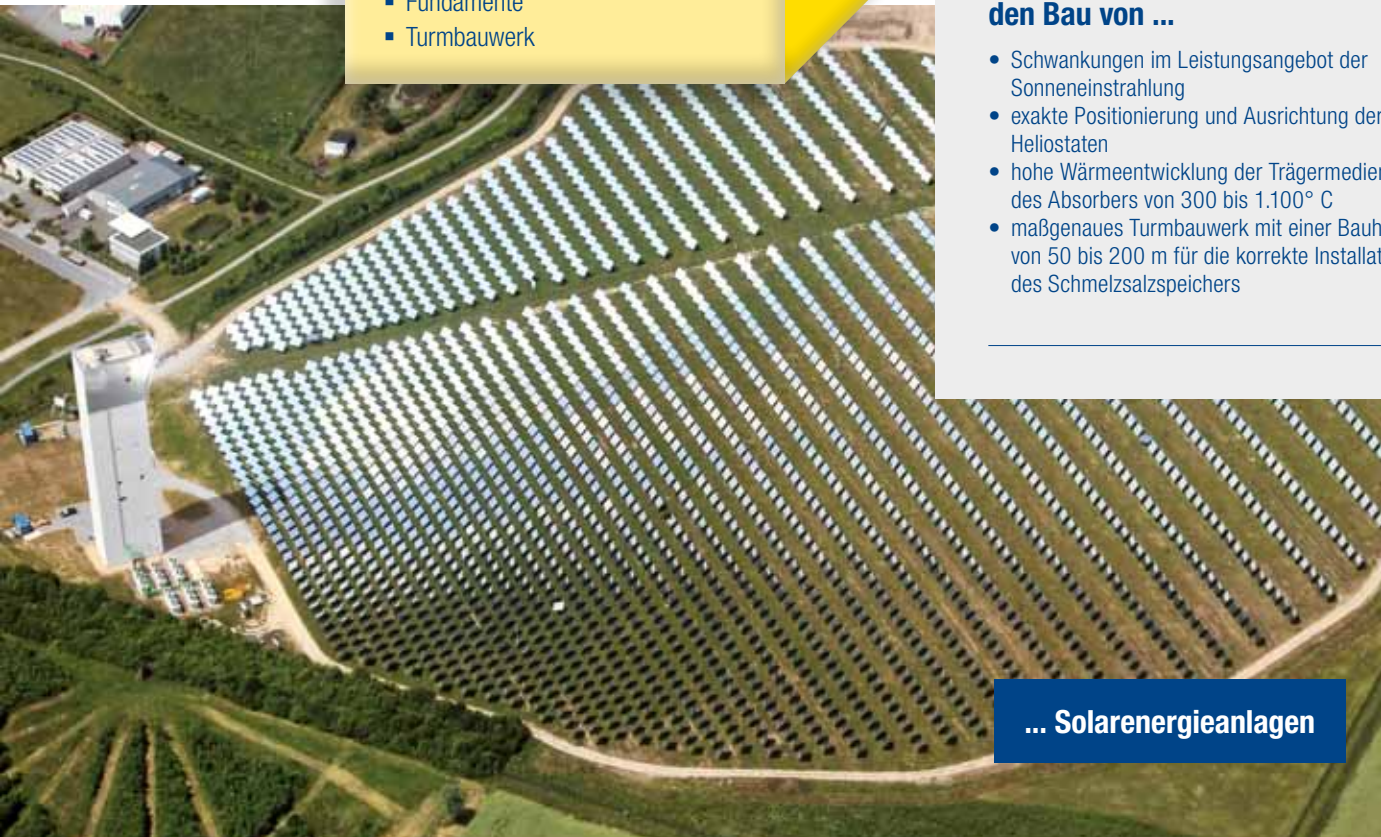 Fundamente
▪ Turmbauwerk
den Bau von ...
• Schwankungen im Leistungsangebot der
Sonneneinstrahlung
• exakte Positionierung und Ausrichtung der
Heliostaten
• hohe Wärmeentwicklung der Trägermedien
des Absorbers von 300 bis 1.100° C
• maßgenaues Turmbauwerk mit einer
von 50 bis 200 m für die korrekte
des Schmelzsalzspeichers
... Solarenergieanlagen